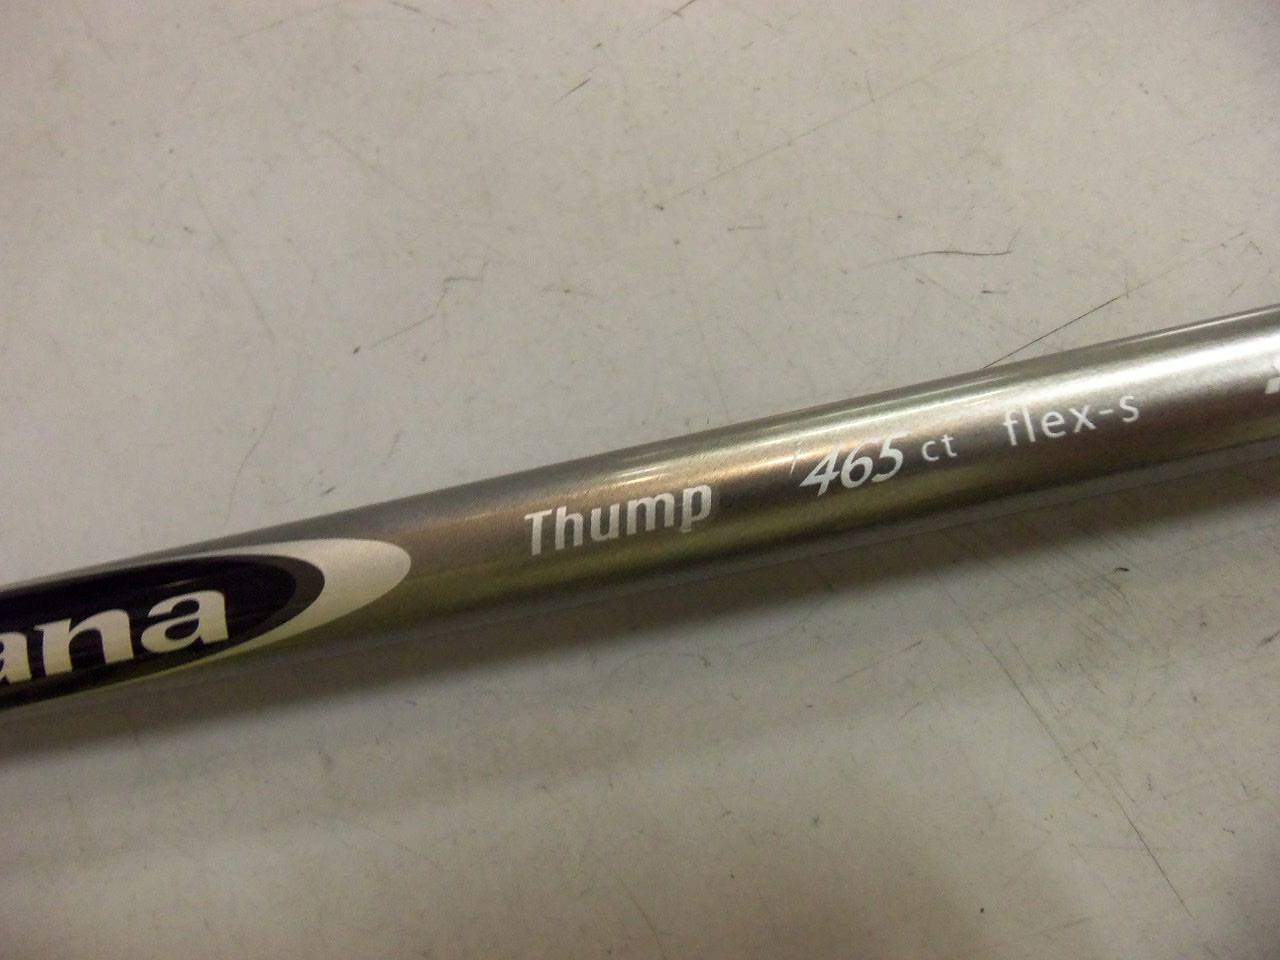 ana Thump 465 ct flex-s